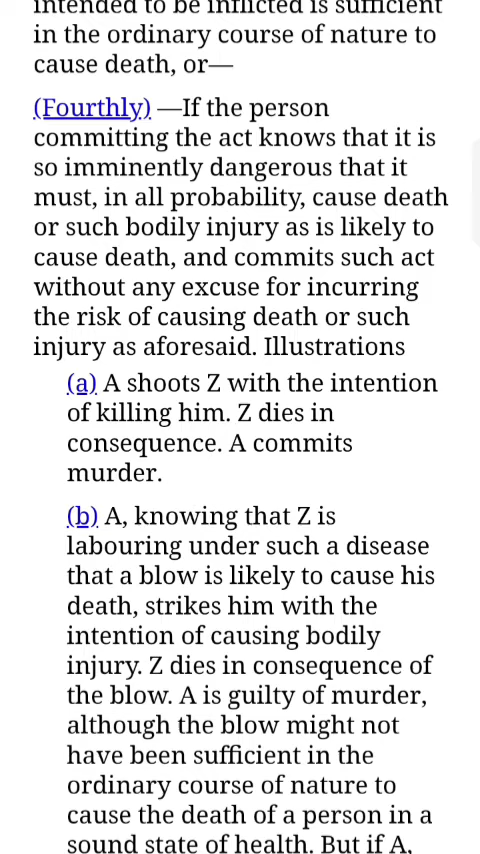 intended to be inflicted is sufficient
in the ordinary course of nature to
cause death, or—
(Fourthly) —If the person
committing the act knows that it is
so imminently dangerous that it
must, in all probability, cause death
or such bodily injury as is likely to
cause death, and commits such act
without any excuse for incurring
the risk of causing death or such
injury as aforesaid. Illustrations
(a) A shoots Z with the intention
of killing him. Z dies in
consequence. A commits
murder.
(b) A, knowing that Z is
labouring under such a disease
that a blow is likely to cause his
death, strikes him with the
intention of causing bodily
injury. Z dies in consequence of
the blow. A is guilty of murder,
although the blow might not
have been sufficient in the
ordinary course of nature to
cause the death of a person in a
sound state of health. But if A,